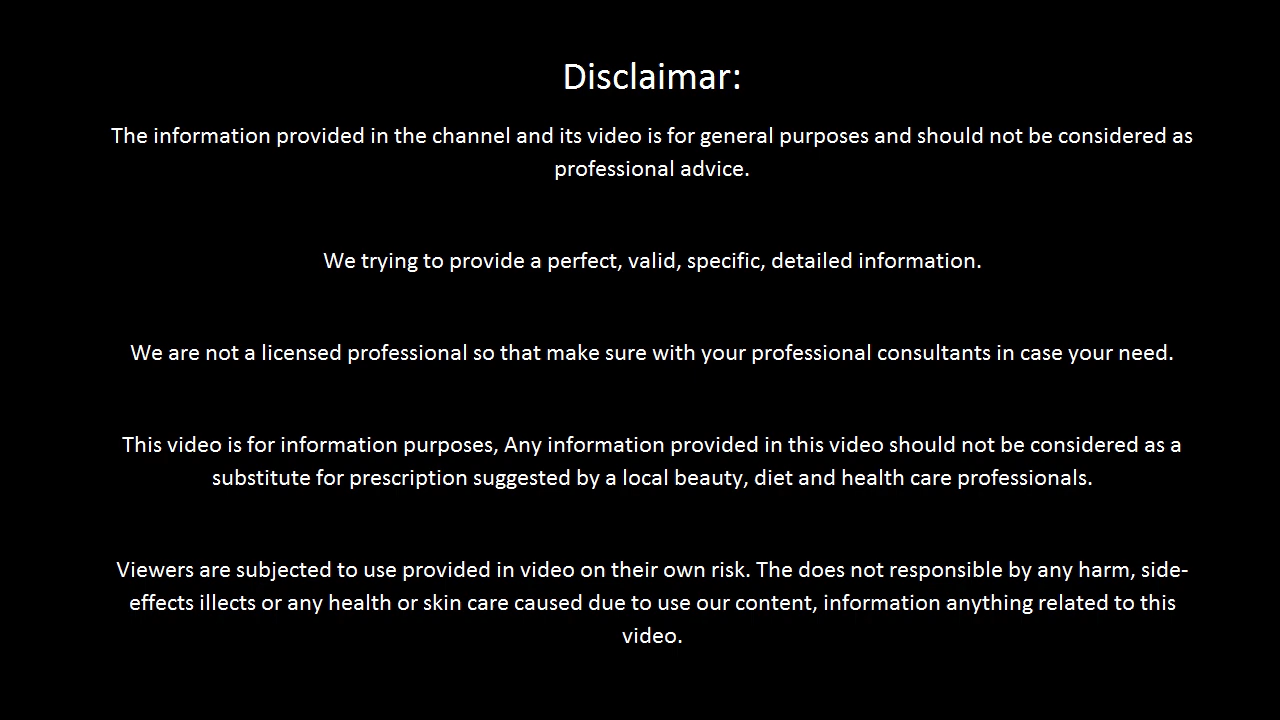 Disclaimar:
The information provided in the channel and its video is for general purposes and should not be considered as
professional advice.
We trying to provide a perfect, valid, specific, detailed information.
We are not a licensed professional so that make sure with your professional consultants in case your need.
This video is for information purposes, Any information provided in this video should not be considered as a
substitute for prescription suggested by a local beauty, diet and health care professionals.
Viewers are subjected to use provided in video on their own risk. The does not responsible by any harm, side-
effects illects or any health or skin care caused due to use our content, information anything related to this
video.